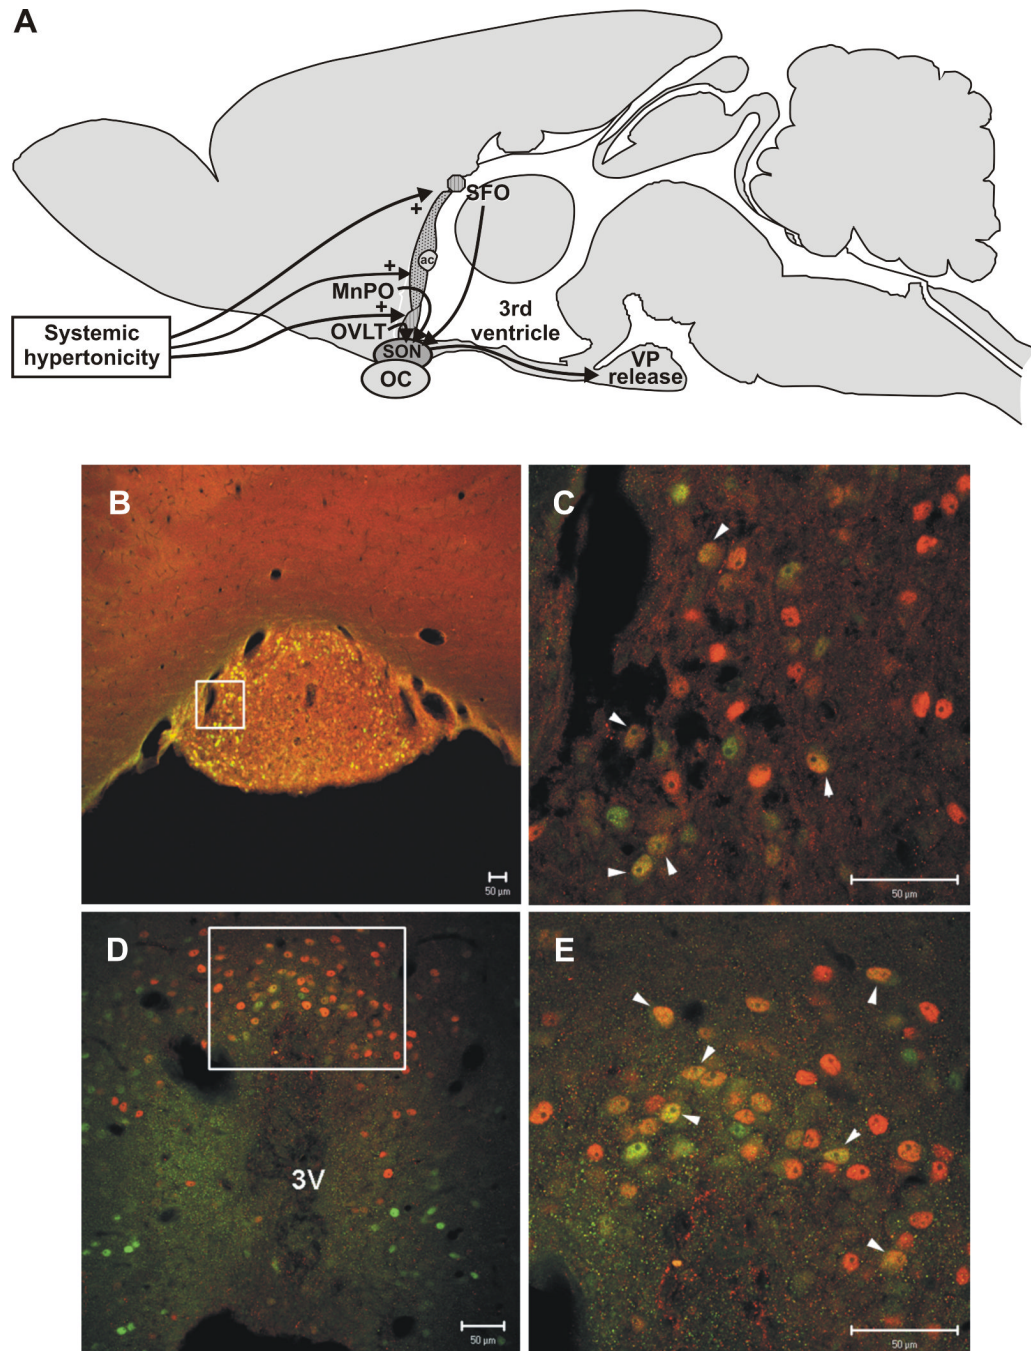 A
SFO
+
ac
+
MnPO
+
3rd
ventricle
OVLT
Systemic
hypertonicity
SON
OC
VP
release
B
50 µm
C
50 µm
D
3V
50 µm
E
50 µm